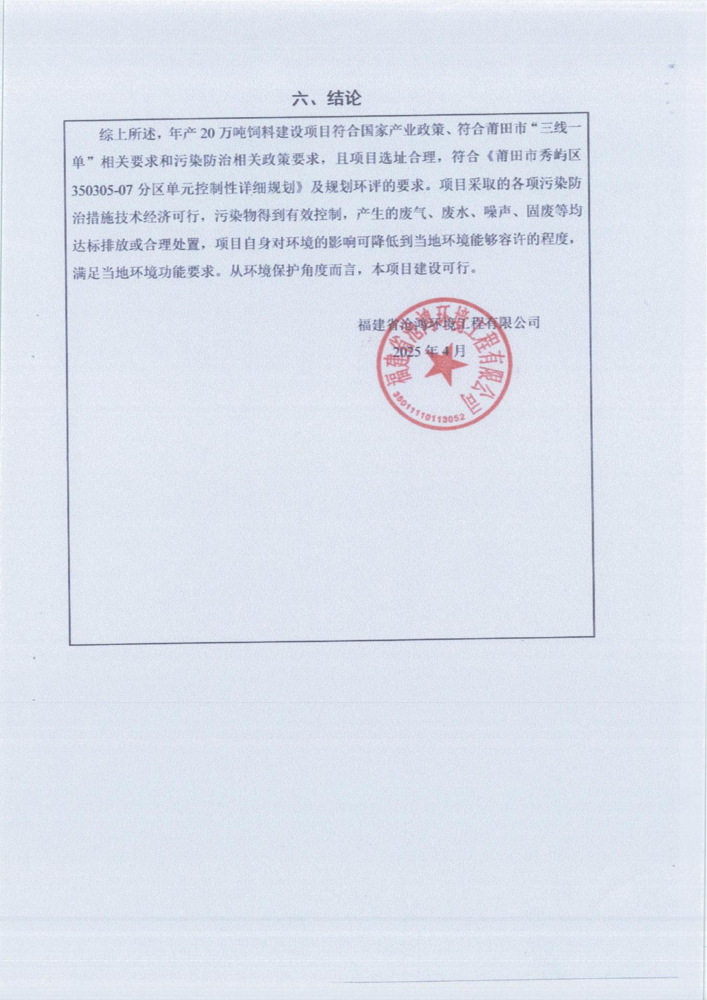 六、结论
综上所述，年产 20 万吨饲料建设项目符合国家产业政策、符合莆田市“三线一
单”相关要求和污染防治相关政策要求，且项目选址合理，符合《莆田市秀屿区
350305-07 分区单元控制性详细规划》及规划环评的要求。项目采取的各项污染防
治措施技术经济可行，污染物得到有效控制，产生的废气、废水、噪声、固废等均
达标排放或合理处置，项目自身对环境的影响可降低到当地环境能够容许的程度，
满足当地环境功能要求。从环境保护角度而言，本项目建设可行。
福建省沧鸿环境工程有限公司
2025 年 4 月
福建省沧鸿环境工程有限公司
35011110113052